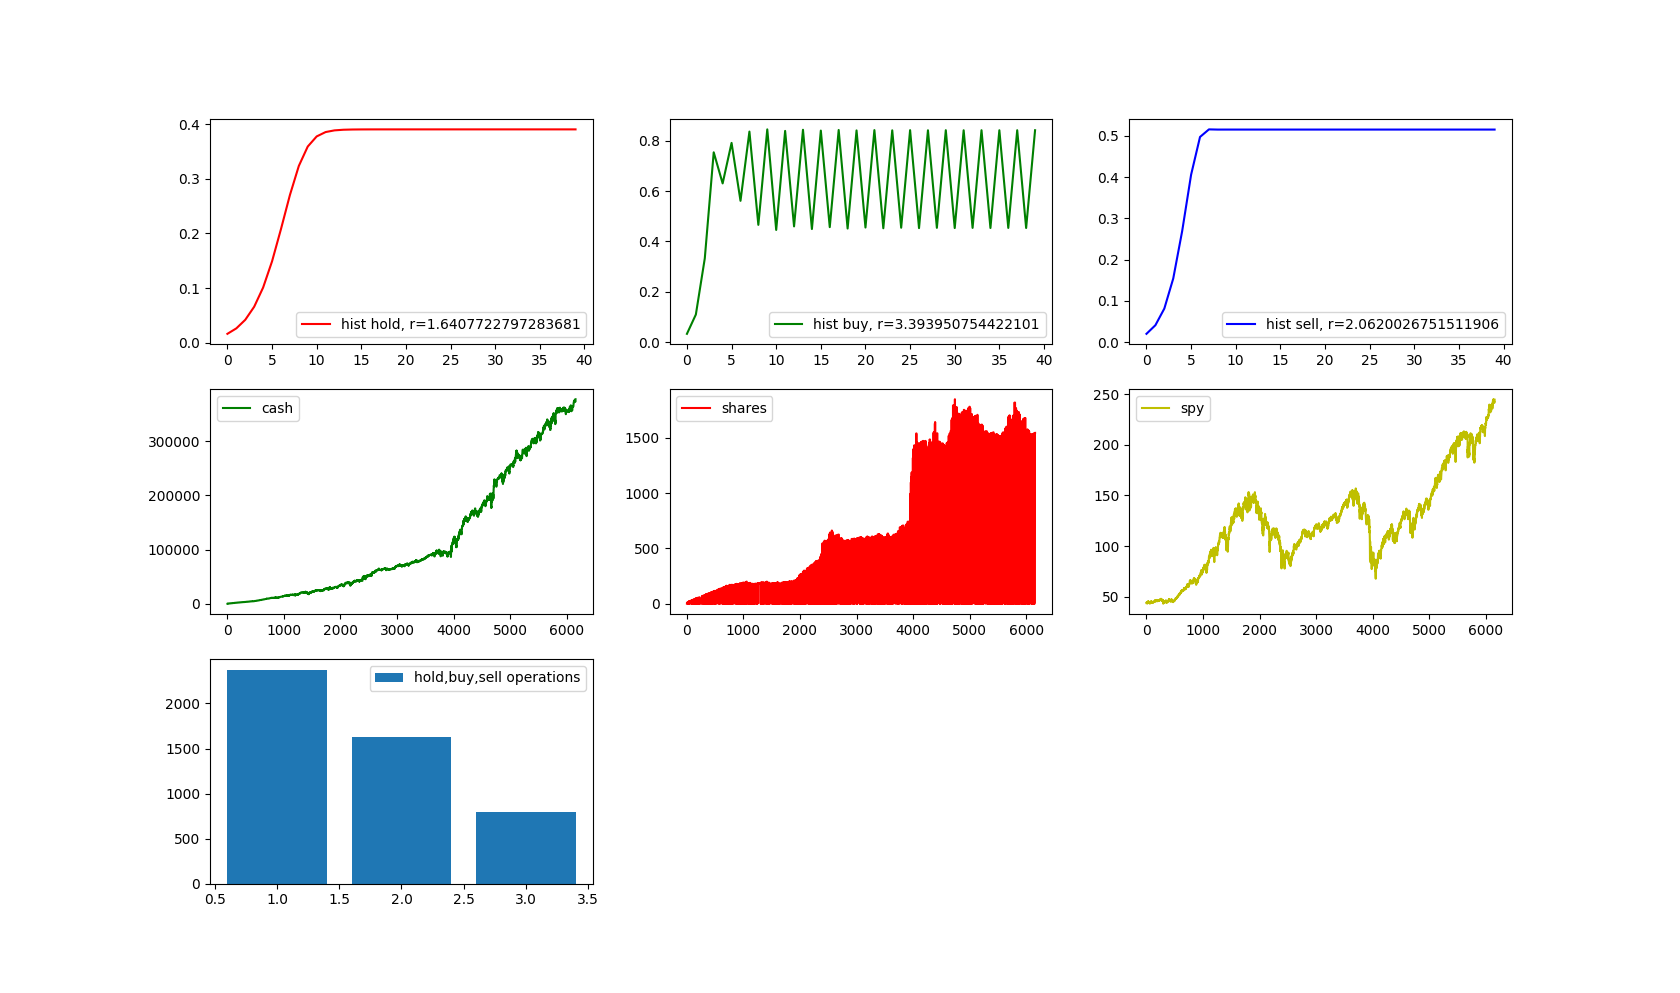 0.4
0.3
0.2
0.1
0.0
hist hold, r=1.6407722797283681
0 5 10 15 20 25 30 35 40
0.8
0.6
0.4
0.2
0.0
hist buy, r=3.393950754422101
0 5 10 15 20 25 30 35 40
0.5
0.4
0.3
0.2
0.1
0.0
hist sell, r=2.0620026751511906
0 5 10 15 20 25 30 35 40
cash
300000
200000
100000
0
0 1000 2000 3000 4000 5000 6000
shares
1500
1000
500
0
0 1000 2000 3000 4000 5000 6000
250
spy
200
150
100
50
0 1000 2000 3000 4000 5000 6000
hold,buy,sell operations
2000
1500
1000
500
0
0.5 1.0 1.5 2.0 2.5 3.0 3.5